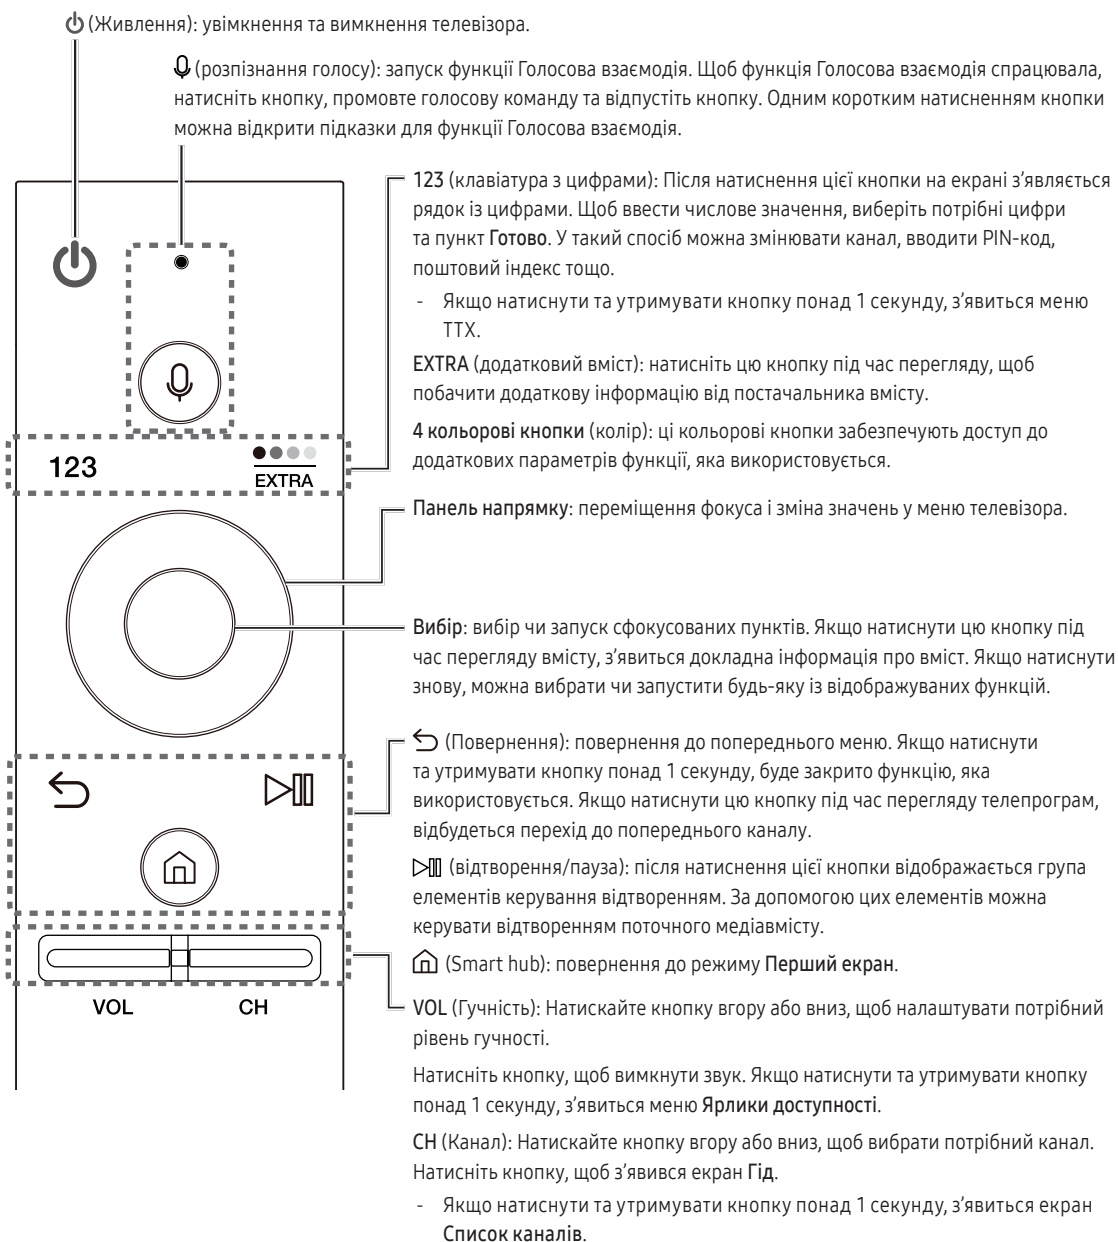 (Живлення): увімкнення та вимкнення телевізора.
(розпізнання голосу): запуск функції Голосова взаємодія. Щоб функція Голосова взаємодія спрацювала,
натисніть кнопку, промовте голосову команду та відпустіть кнопку. Одним коротким натисненням кнопки
можна відкрити підказки для функції Голосова взаємодія.
123 (клавіатура з цифрами): Після натиснення цієї кнопки на екрані з’являється
рядок із цифрами. Щоб ввести числове значення, виберіть потрібні цифри
та пункт Готово. У такий спосіб можна змінювати канал, вводити PIN-код,
поштовий індекс тощо.
- Якщо натиснути та утримувати кнопку понад 1 секунду, з’явиться меню
TTX.
EXTRA (додатковий вміст): натисніть цю кнопку під час перегляду, щоб
побачити додаткову інформацію від постачальника вмісту.
4 кольорові кнопки (колір): ці кольорові кнопки забезпечують доступ до
додаткових параметрів функції, яка використовується.
123
EXTRA
Панель напрямку: переміщення фокуса і зміна значень у меню телевізора.
Вибір: вибір чи запуск сфокусованих пунктів. Якщо натиснути цю кнопку під
час перегляду вмісту, з’явиться докладна інформація про вміст. Якщо натиснути
знову, можна вибрати чи запустити будь-яку із відображуваних функцій.
(Повернення): повернення до попереднього меню. Якщо натиснути
та утримувати кнопку понад 1 секунду, буде закрито функцію, яка
використовується. Якщо натиснути цю кнопку під час перегляду телепрограм,
відбудеться перехід до попереднього каналу.
(відтворення/пауза): після натиснення цієї кнопки відображається група
елементів керування відтворенням. За допомогою цих елементів можна
керувати відтворенням поточного медіавмісту.
(Smart hub): повернення до режиму Перший екран.
VOL
CH
VOL (Гучність): Натискайте кнопку вгору або вниз, щоб налаштувати потрібний
рівень гучності.
Натисніть кнопку, щоб вимкнути звук. Якщо натиснути та утримувати кнопку
понад 1 секунду, з’явиться меню Ярлики доступності.
CH (Канал): Натискайте кнопку вгору або вниз, щоб вибрати потрібний канал.
Натисніть кнопку, щоб з’явився екран Гід.
- Якщо натиснути та утримувати кнопку понад 1 секунду, з’явиться екран
Список каналів.